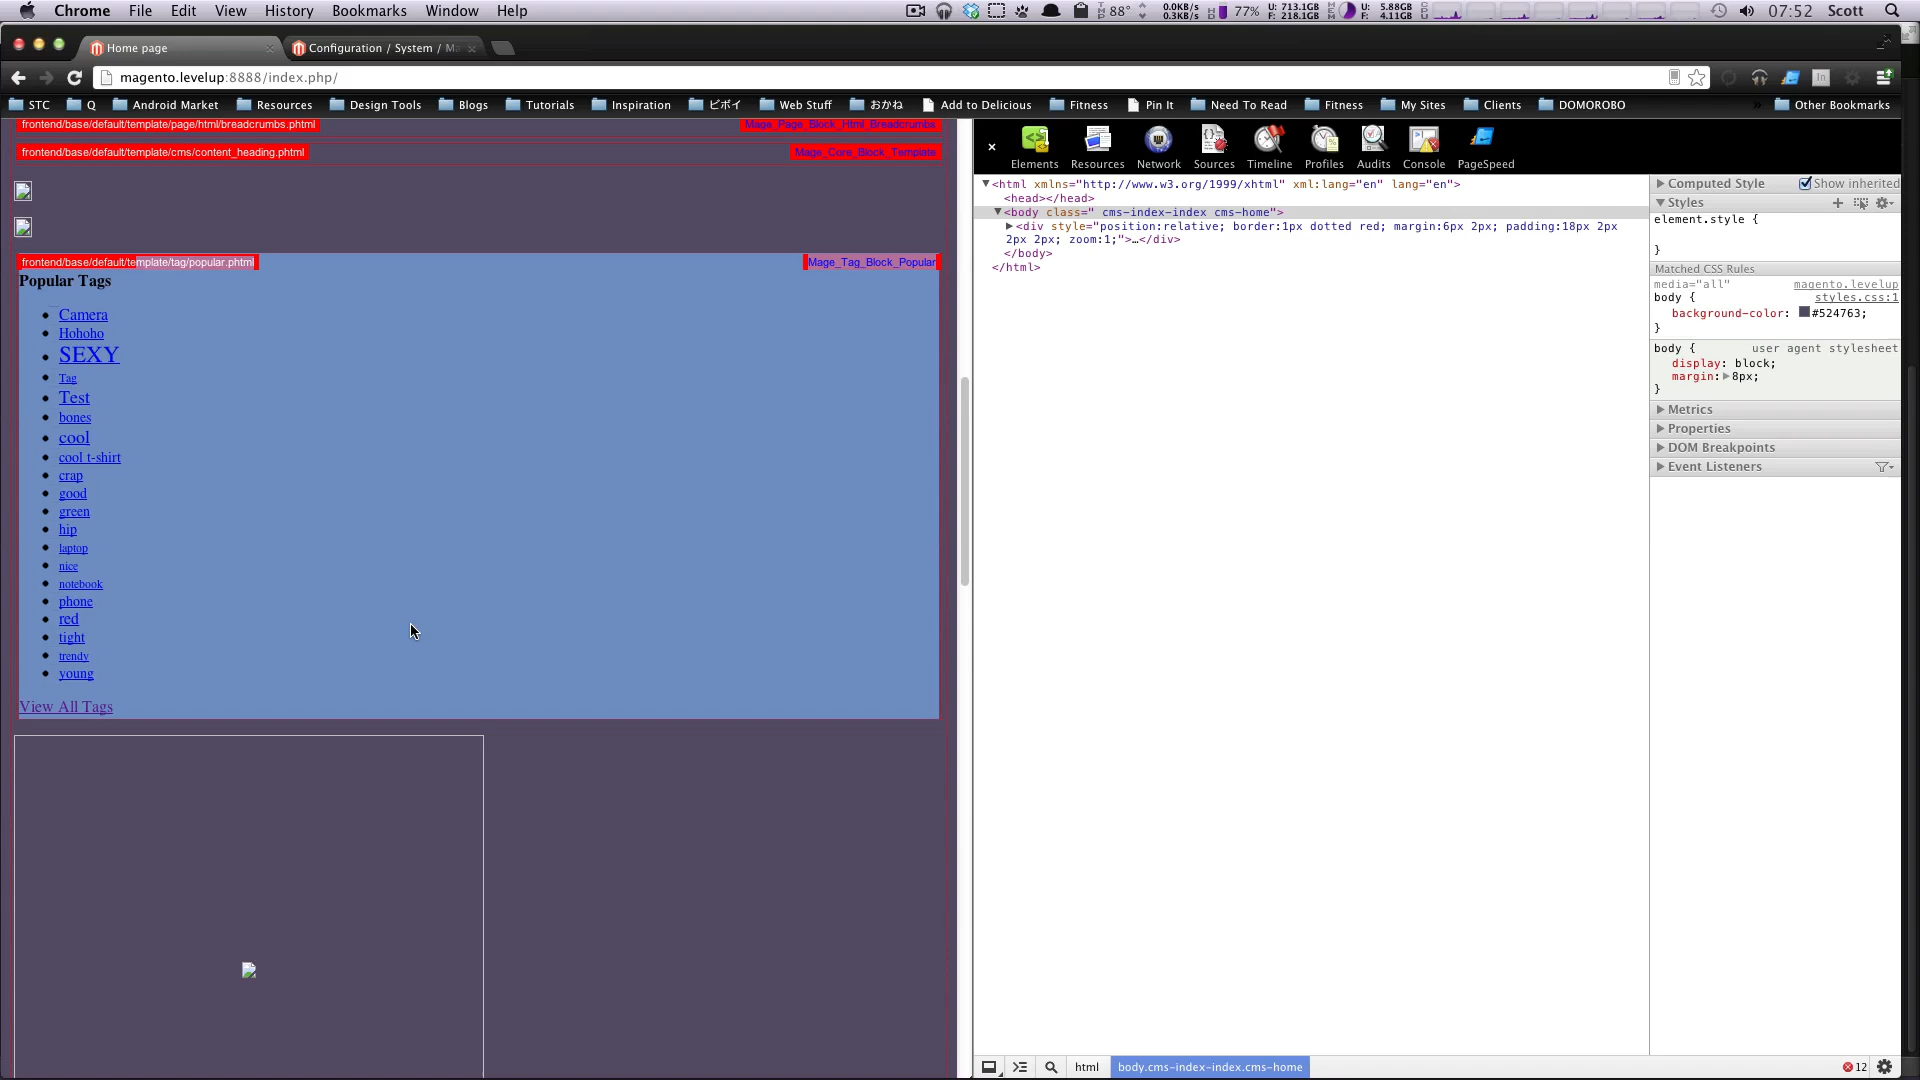 Chrome File Edit View History Bookmarks Window Help 88° 0.0KB/s 0.3KB/s 77% U: 713.1GB F: 218.1GB U: 5.88GB F: 4.11GB 07:52 Scott
Home page × Configuration / System / Ma ×
magento.levelup:8888/index.php/
STC Q Android Market Resources Design Tools Blogs Tutorials Inspiration ビボイ Web Stuff おかね Add to Delicious Fitness Pin It Need To Read Fitness My Sites Clients DOMOROBO » Other Bookmarks
frontend/base/default/template/page/html/breadcrumbs.phtml Mage_Page_Block_Html_Breadcrumbs
frontend/base/default/template/cms/content_heading.phtml Mage_Core_Block_Template
frontend/base/default/template/tag/popular.phtml Mage_Tag_Block_Popular
Popular Tags
Camera
Hohoho
SEXY
Tag
Test
bones
cool
cool t-shirt
crap
good
green
hip
laptop
nice
notebook
phone
red
tight
trendy
young
View All Tags
× Elements Resources Network Sources Timeline Profiles Audits Console PageSpeed
<html xmlns="http://www.w3.org/1999/xhtml" xml:lang="en" lang="en">
<head></head>
<body class=" cms-index-index cms-home">
<div style="position:relative; border:1px dotted red; margin:6px 2px; padding:18px 2px
2px 2px; zoom:1;">…</div>
</body>
</html>
Computed Style Show inherited
Styles
element.style {
}
Matched CSS Rules
media="all" magento.levelup
body { styles.css:1
background-color: #524763;
}
body { user agent stylesheet
display: block;
margin: 8px;
}
Metrics
Properties
DOM Breakpoints
Event Listeners
html body.cms-index-index.cms-home 12